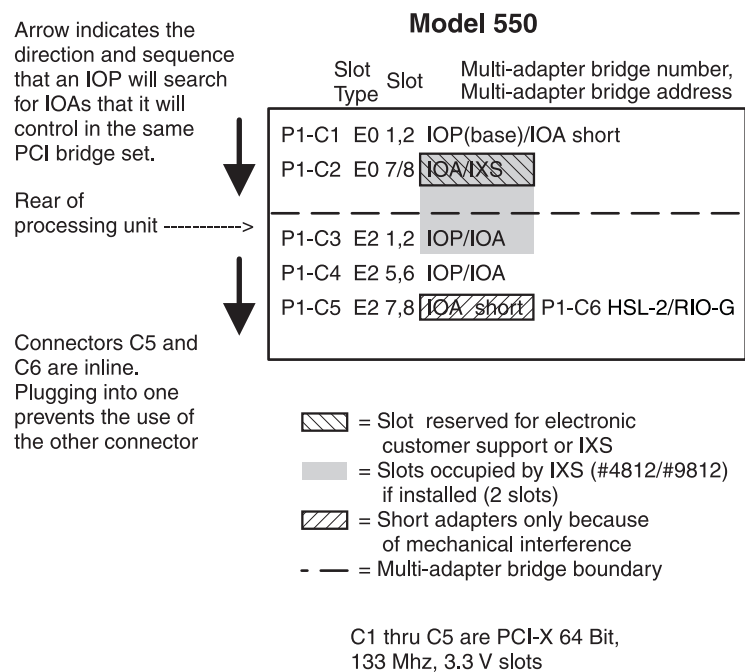 Model 550
Arrow indicates the
direction and sequence
that an IOP will search
for IOAs that it will
control in the same
PCI bridge set.
Rear of
processing unit ----------->
Connectors C5 and
C6 are inline.
Plugging into one
prevents the use of
the other connector
Slot Type Slot Multi-adapter bridge number,
Multi-adapter bridge address
P1-C1 E0 1,2 IOP(base)/IOA short
P1-C2 E0 7/8 IOA/IXS
P1-C3 E2 1,2 IOP/IOA
P1-C4 E2 5,6 IOP/IOA
P1-C5 E2 7,8 IOA short P1-C6 HSL-2/RIO-G
= Slot reserved for electronic
customer support or IXS
= Slots occupied by IXS (#4812/#9812)
if installed (2 slots)
= Short adapters only because
of mechanical interference
= Multi-adapter bridge boundary
C1 thru C5 are PCI-X 64 Bit,
133 Mhz, 3.3 V slots